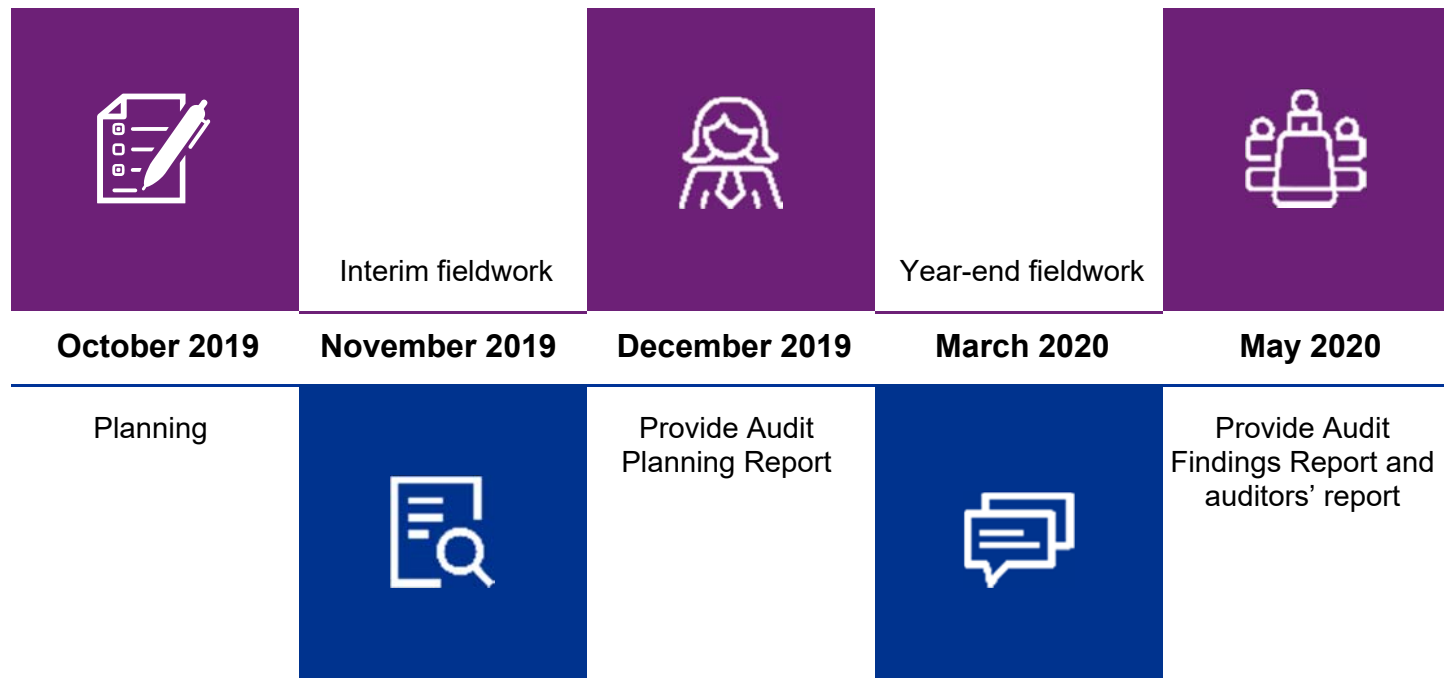 Interim fieldwork
Year-end fieldwork
October 2019
November 2019
December 2019
March 2020
May 2020
Planning
Provide Audit
Planning Report
Provide Audit
Findings Report and
auditors’ report